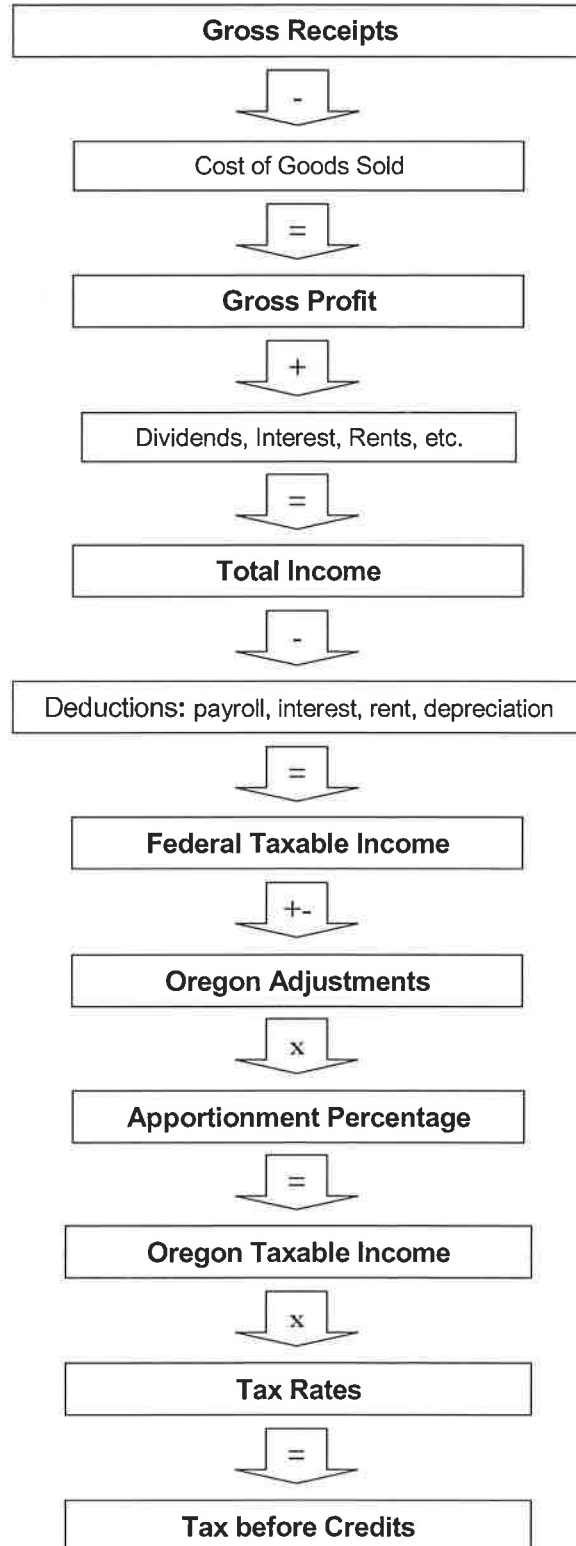 Gross Receipts
-
Cost of Goods Sold
=
Gross Profit
+
Dividends, Interest, Rents, etc.
=
Total Income
-
Deductions: payroll, interest, rent, depreciation
=
Federal Taxable Income
+-
Oregon Adjustments
x
Apportionment Percentage
=
Oregon Taxable Income
x
Tax Rates
=
Tax before Credits